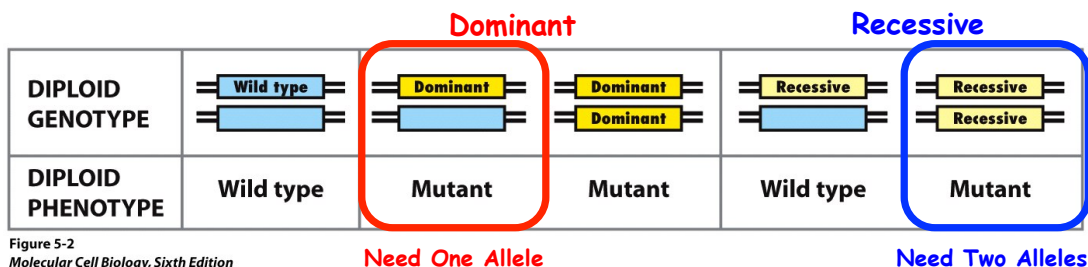 Dominant
Recessive
DIPLOID
GENOTYPE
Wild type
Dominant
Dominant
Dominant
Recessive
Recessive
Recessive
DIPLOID
PHENOTYPE
Wild type
Mutant
Mutant
Wild type
Mutant
Figure 5-2
Molecular Cell Biology, Sixth Edition
Need One Allele
Need Two Alleles